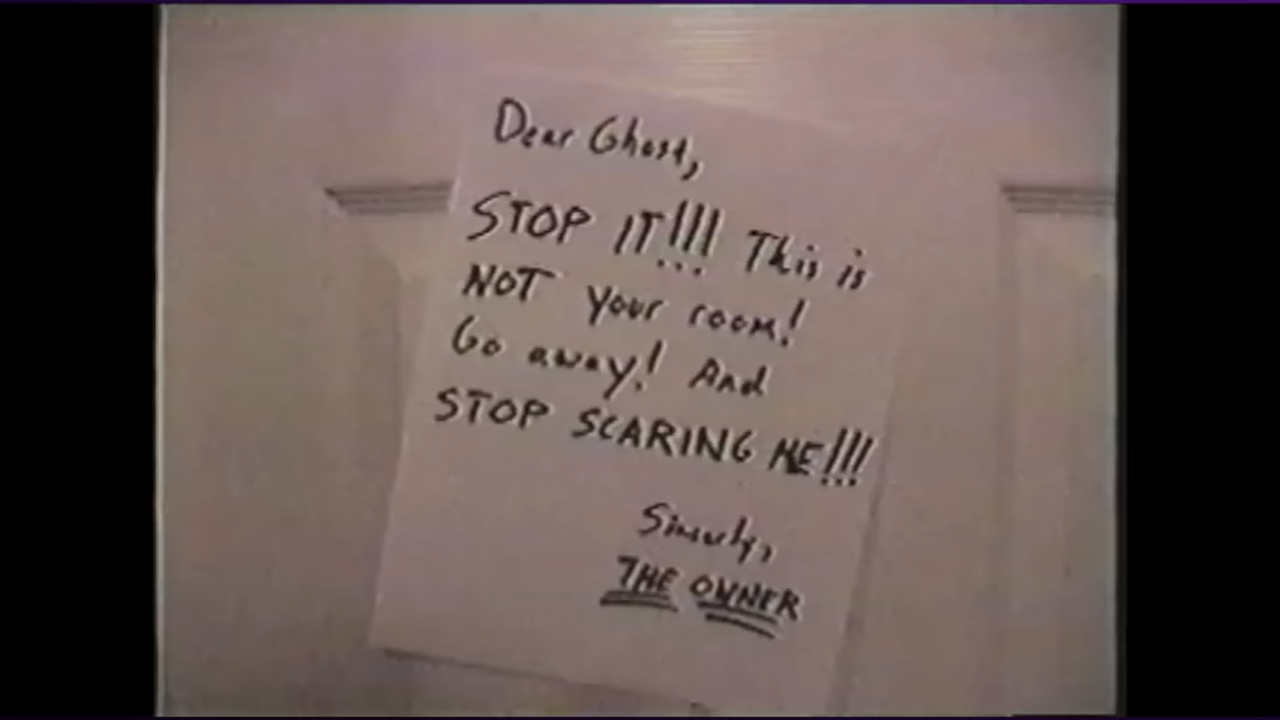 Dear Ghost,
STOP IT!!! This is
NOT your room!
Go away! And
STOP SCARING ME!!!
Sincerely,
THE OWNER